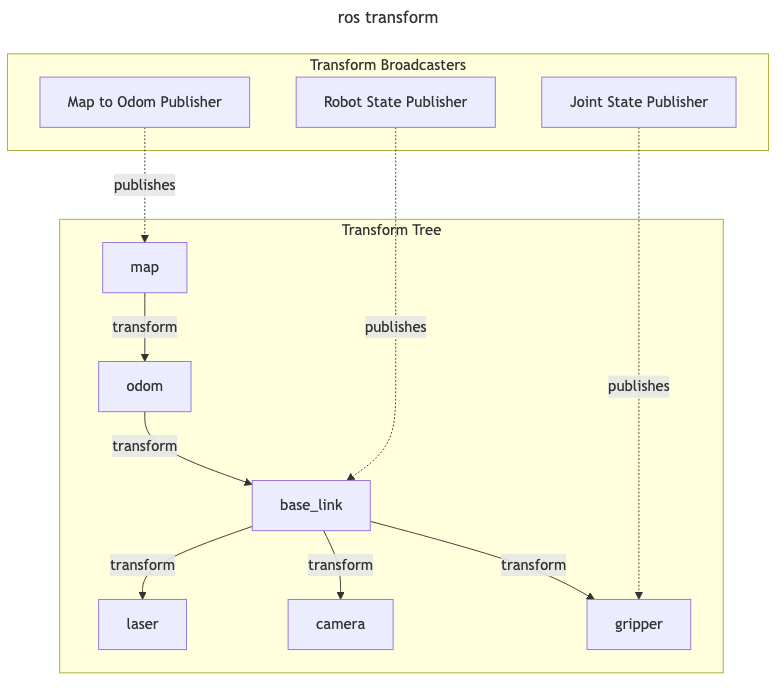 ros transform
Transform Broadcasters
Map to Odom Publisher
Robot State Publisher
Joint State Publisher
publishes
Transform Tree
map
transform
publishes
odom
publishes
transform
base_link
transform
transform
transform
laser
camera
gripper